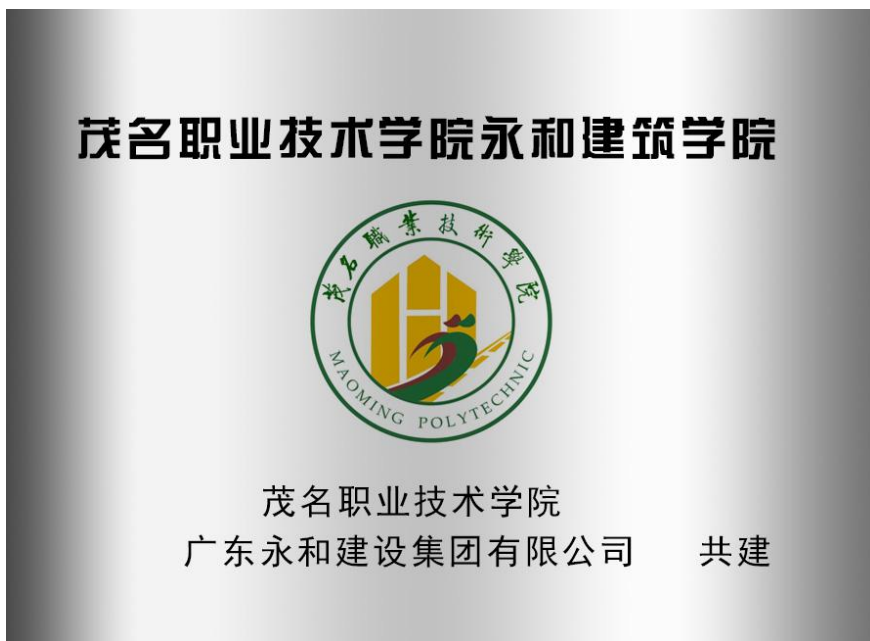 茂名职业技术学院永和建筑学院
茂名職業技術學院
MAOMING POLYTECHNIC
茂名职业技术学院
广东永和建设集团有限公司 共建